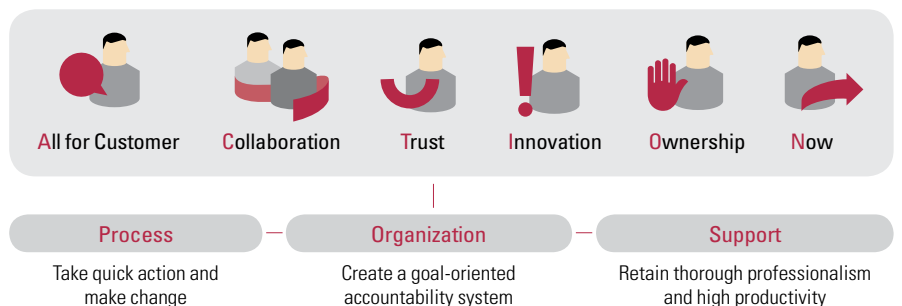 All for Customer
Collaboration
Trust
Innovation
Ownership
Now
Process
Organization
Support
Take quick action and
make change
Create a goal-oriented
accountability system
Retain thorough professionalism
and high productivity